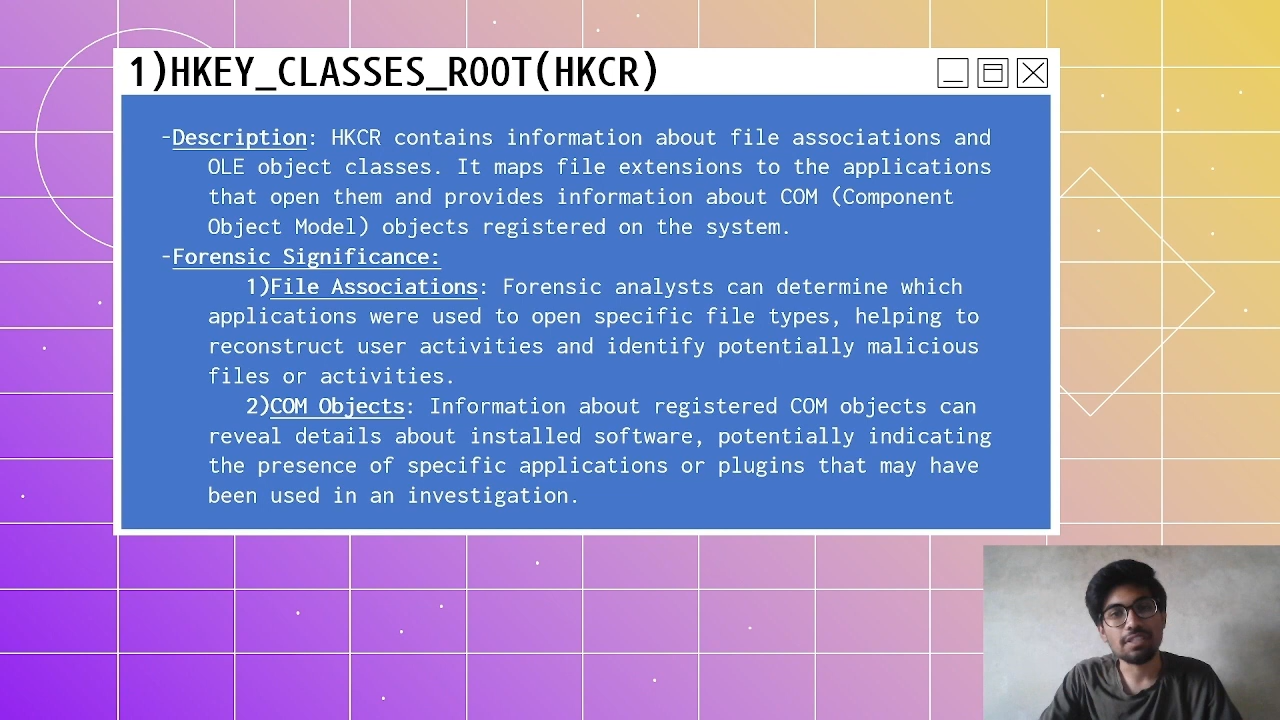 1)HKEY_CLASSES_ROOT(HKCR)
-Description: HKCR contains information about file associations and
OLE object classes. It maps file extensions to the applications
that open them and provides information about COM (Component
Object Model) objects registered on the system.
-Forensic Significance:
1)File Associations: Forensic analysts can determine which
applications were used to open specific file types, helping to
reconstruct user activities and identify potentially malicious
files or activities.
2)COM Objects: Information about registered COM objects can
reveal details about installed software, potentially indicating
the presence of specific applications or plugins that may have
been used in an investigation.